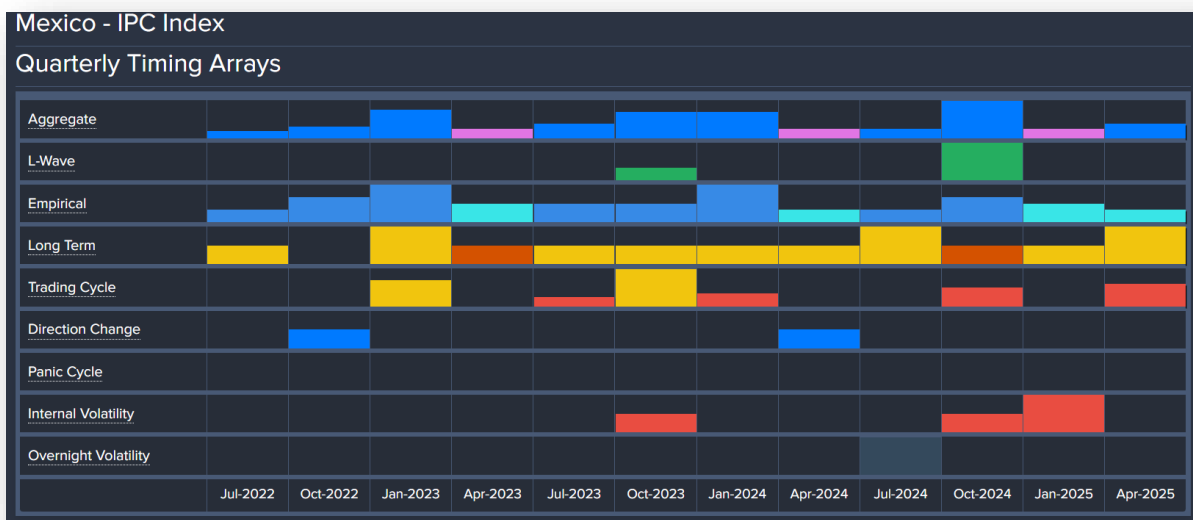 Mexico - IPC Index
Quarterly Timing Arrays
Aggregate
L-Wave
Empirical
Long Term
Trading Cycle
Direction Change
Panic Cycle
Internal Volatility
Overnight Volatility
Jul-2022 Oct-2022 Jan-2023 Apr-2023 Jul-2023 Oct-2023 Jan-2024 Apr-2024 Jul-2024 Oct-2024 Jan-2025 Apr-2025